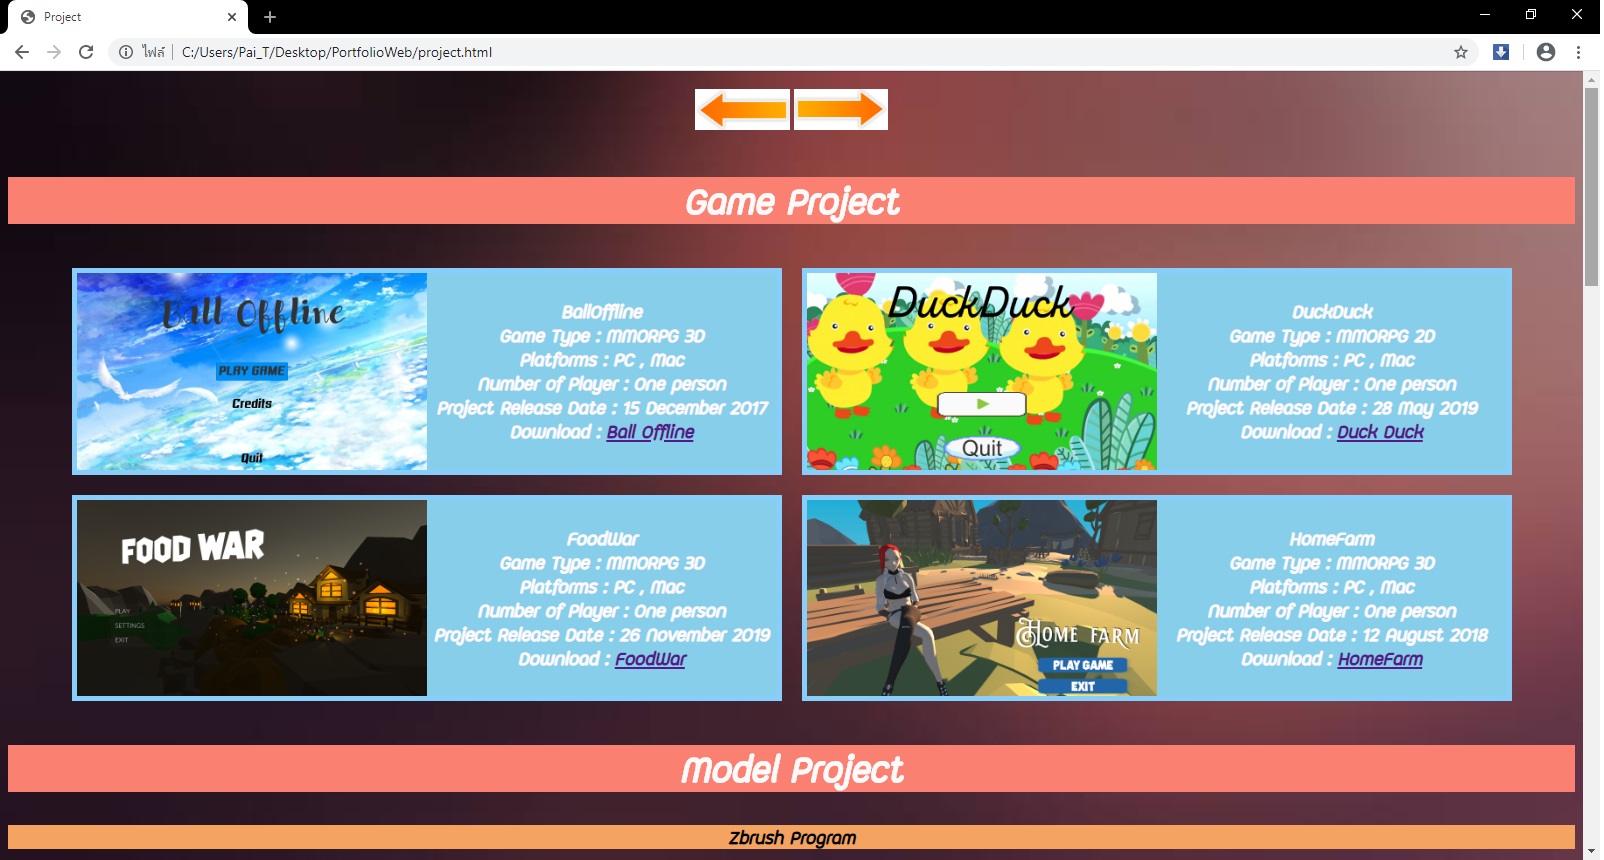 Project
ไฟล์
C:/Users/Pai_T/Desktop/PortfolioWeb/project.html
Game Project
Ball Offline
PLAY GAME
Credits
Quit
BallOffline
Game Type : MMORPG 3D
Platforms : PC , Mac
Number of Player : One person
Project Release Date : 15 December 2017
Download : Ball Offline
DuckDuck
Quit
DuckDuck
Game Type : MMORPG 2D
Platforms : PC , Mac
Number of Player : One person
Project Release Date : 28 May 2019
Download : Duck Duck
FOOD WAR
PLAY
SETTINGS
EXIT
FoodWar
Game Type : MMORPG 3D
Platforms : PC , Mac
Number of Player : One person
Project Release Date : 26 November 2019
Download : FoodWar
HOME FARM
PLAY GAME
EXIT
HomeFarm
Game Type : MMORPG 3D
Platforms : PC , Mac
Number of Player : One person
Project Release Date : 12 August 2018
Download : HomeFarm
Model Project
Zbrush Program